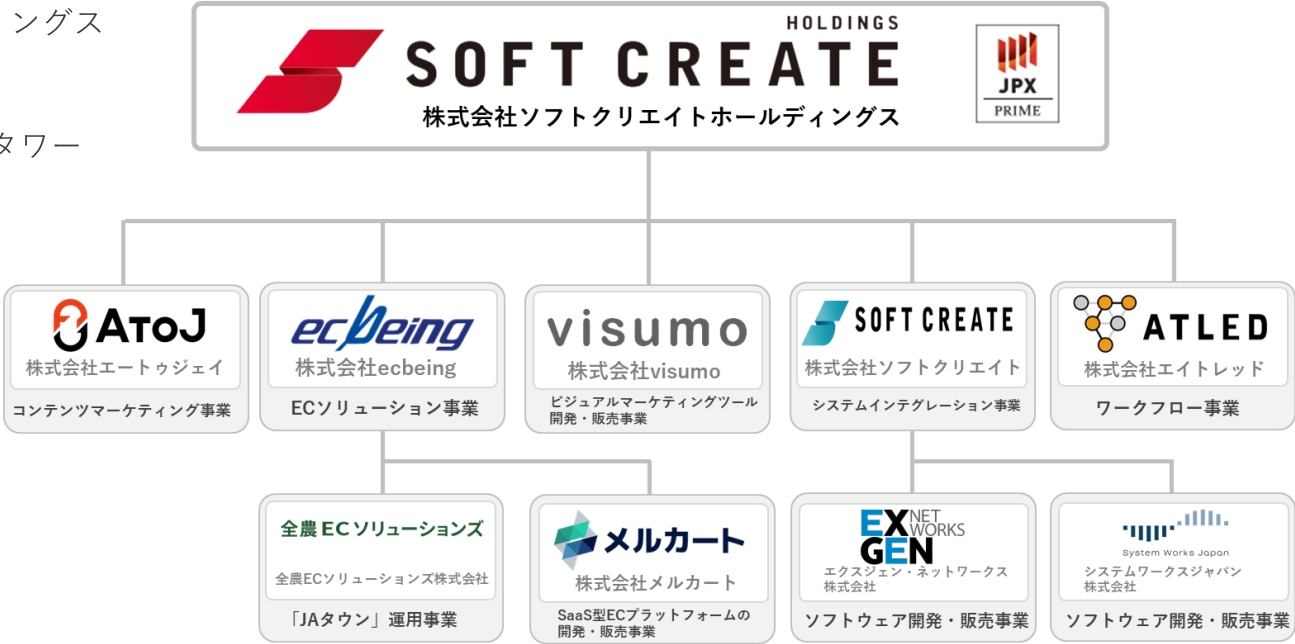 ングス
タワー
HOLDINGS
SOFT CREATE
株式会社ソフトクリエイトホールディングス
JPX
PRIME
ATOJ
株式会社エートゥジェイ
コンテンツマーケティング事業
ecbeing
株式会社ecbeing
ECソリューション事業
visumo
株式会社visumo
ビジュアルマーケティングツール
開発・販売事業
SOFT CREATE
株式会社ソフトクリエイト
システムインテグレーション事業
ATLED
株式会社エイトレッド
ワークフロー事業
全農ECソリューションズ
全農ECソリューションズ株式会社
「JAタウン」運用事業
メルカート
株式会社メルカート
SaaS型ECプラットフォームの
開発・販売事業
EX NET
WORKS
GEN
エクスジェン・ネットワークス
株式会社
ソフトウェア開発・販売事業
System Works Japan
システムワークスジャパン
株式会社
ソフトウェア開発・販売事業